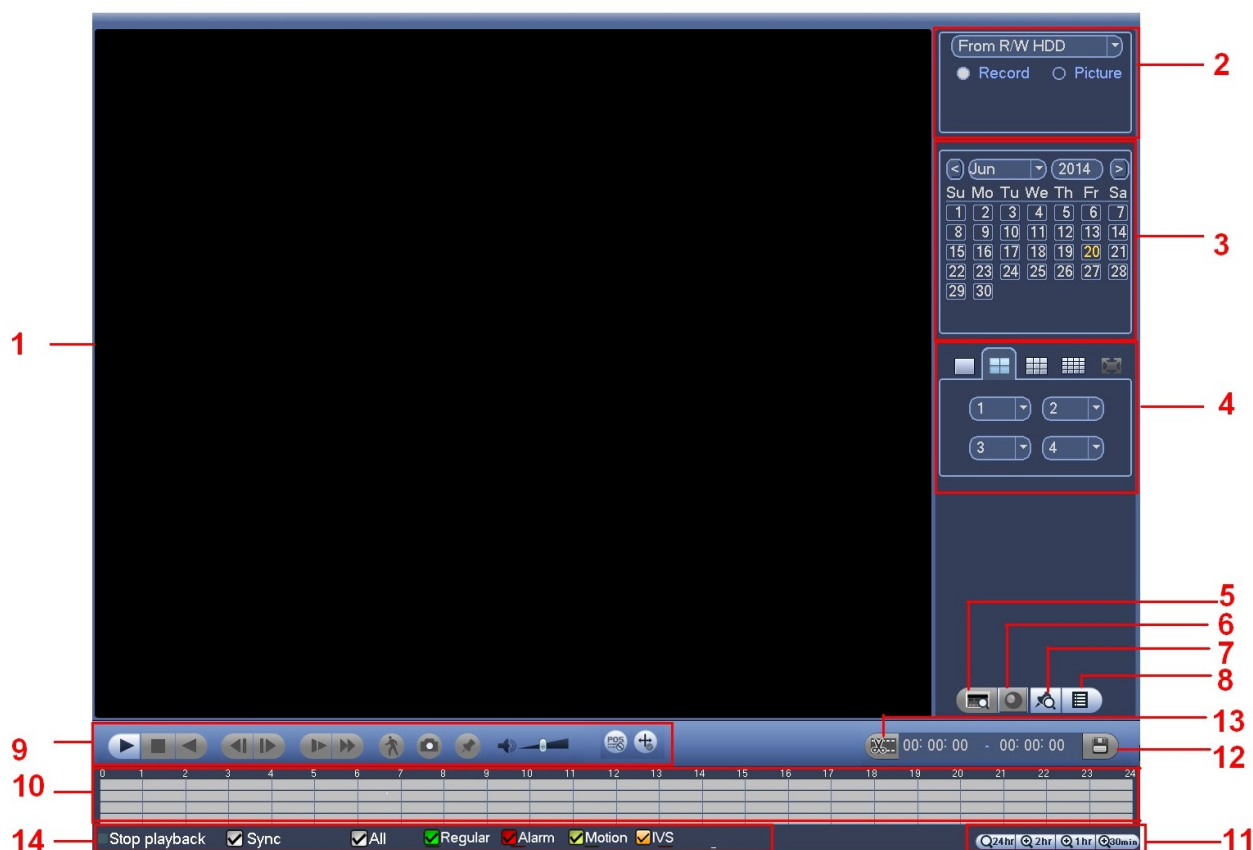 From R/W HDD
Record Picture
2
< Jun 2014 >
Su Mo Tu We Th Fr Sa
1 2 3 4 5 6 7
8 9 10 11 12 13 14
15 16 17 18 19 20 21
22 23 24 25 26 27 28
29 30
3
1
1 2
3 4
4
5
6
7
8
13
9
POS
00: 00: 00 - 00: 00: 00
12
0 1 2 3 4 5 6 7 8 9 10 11 12 13 14 15 16 17 18 19 20 21 22 23 24
10
14
Stop playback Sync All Regular Alarm Motion IVS
24hr 2hr 1hr 30min
11